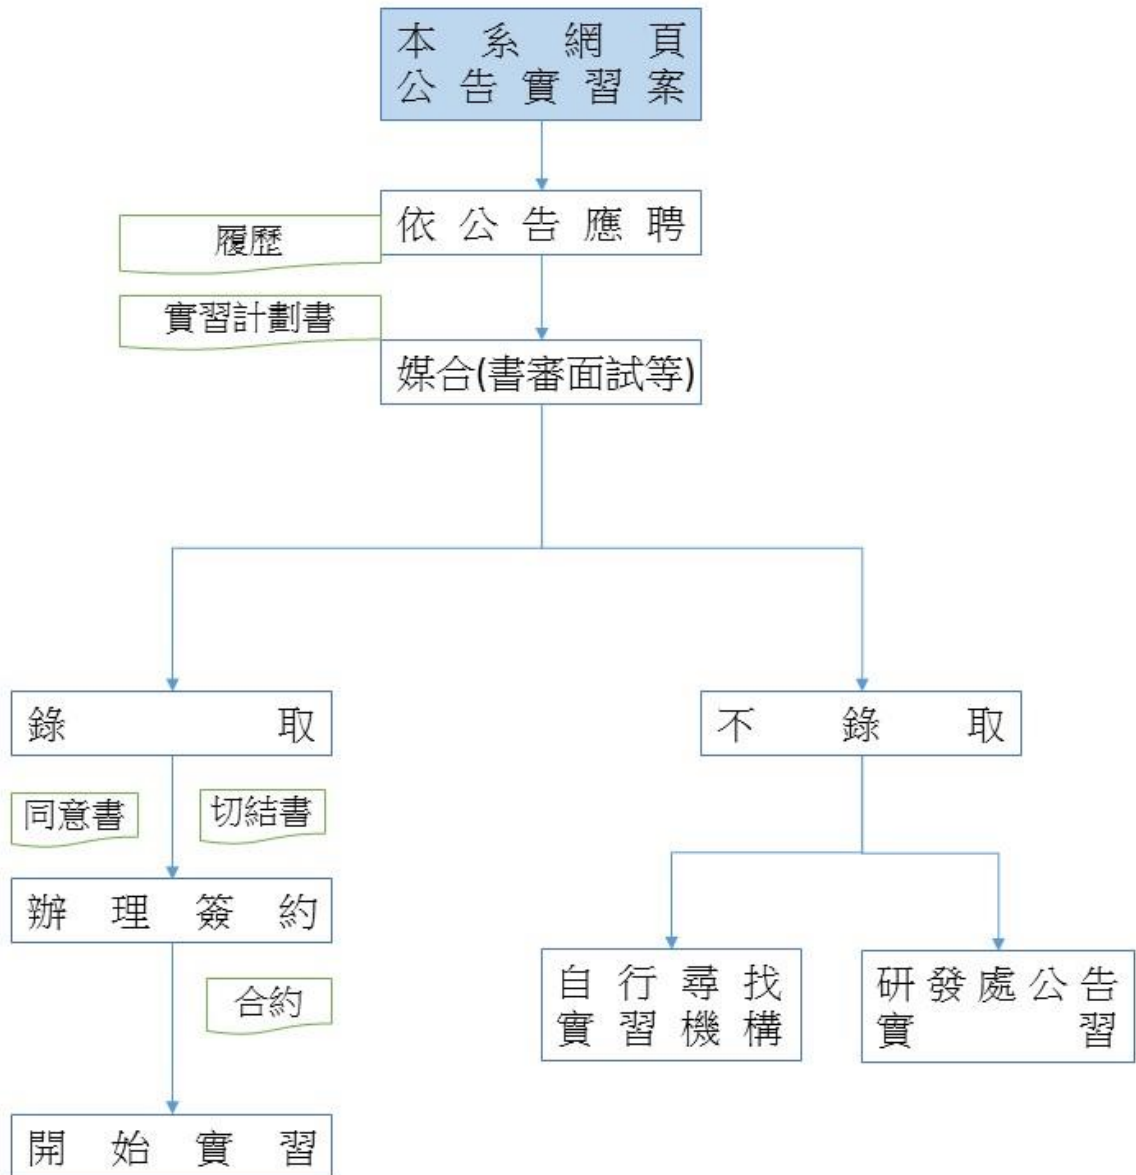 本系網頁
公告實習案
依公告應聘
履歷
實習計劃書
媒合(書審面試等)
錄取
不錄取
同意書
切結書
辦理簽約
合約
自行尋找
實習機構
研發處公告
實習
開始實習